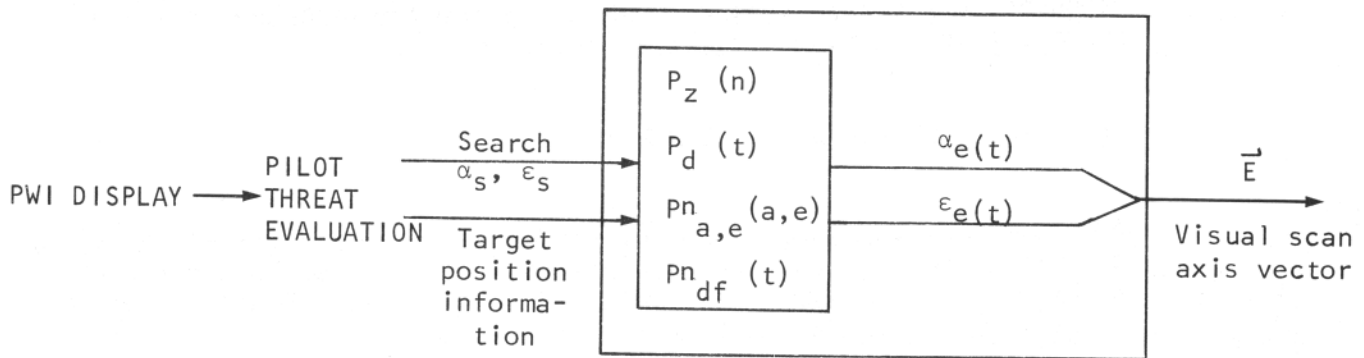 PWI DISPLAY
PILOT
THREAT
EVALUATION
Search
αs, εs
Target
position
informa-
tion
Pz (n)
Pd (t)
Pna,e(a,e)
Pndf (t)
αe(t)
εe(t)
E⃗
Visual scan
axis vector